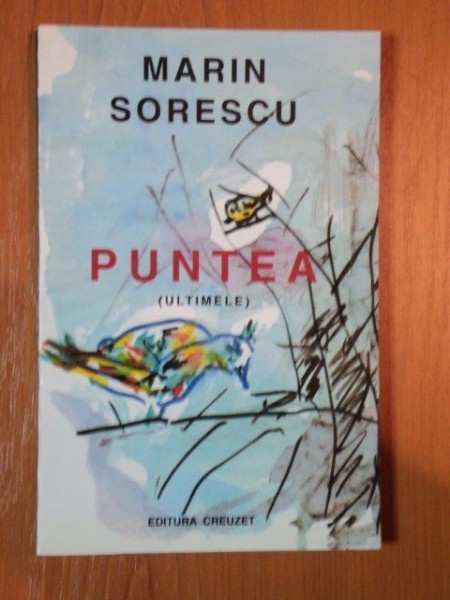 MARIN
SORESCU
PUNTEA
(ULTIMELE)
EDITURA CREUZET